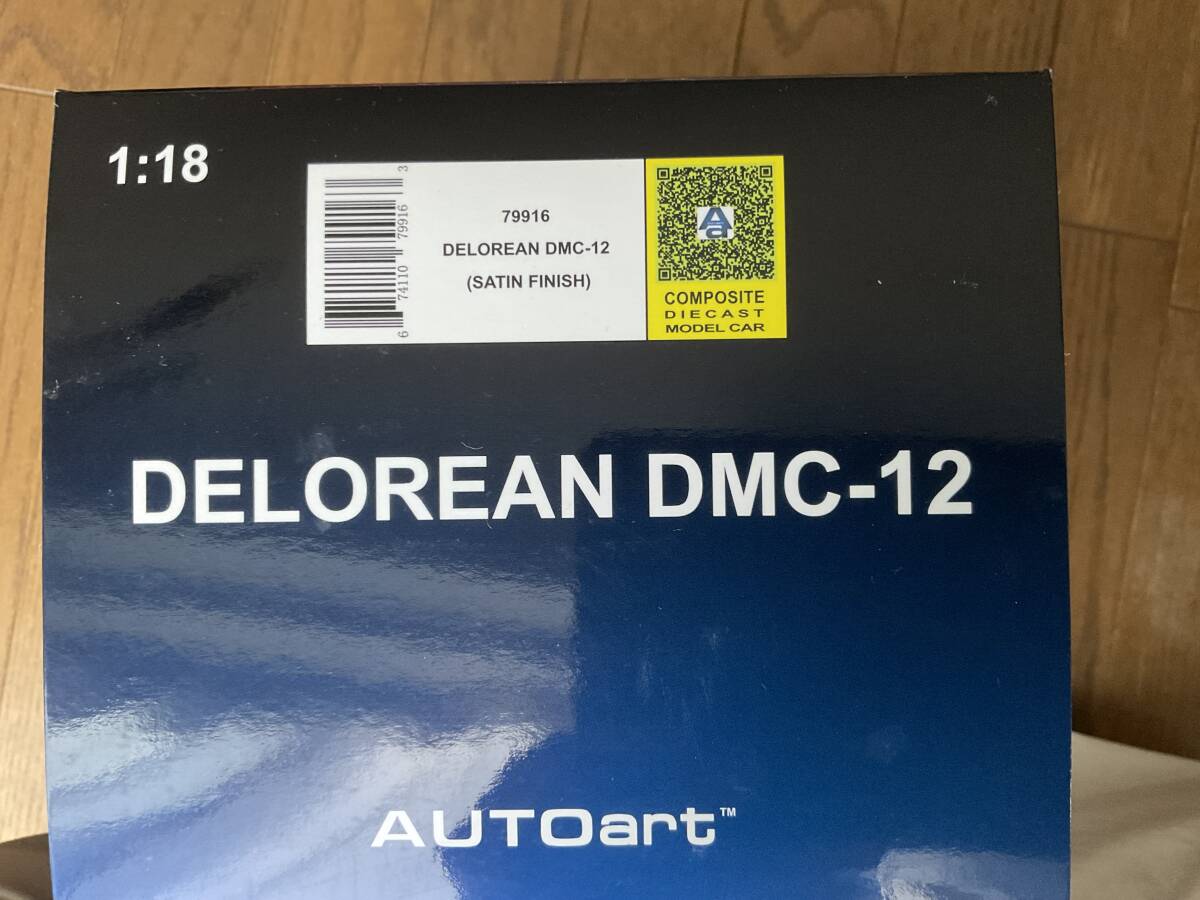 1:18
6 74110 79916 3
79916
DELOREAN DMC-12
(SATIN FINISH)
Aa
COMPOSITE
DIECAST
MODEL CAR
DELOREAN DMC-12
AUTOart™